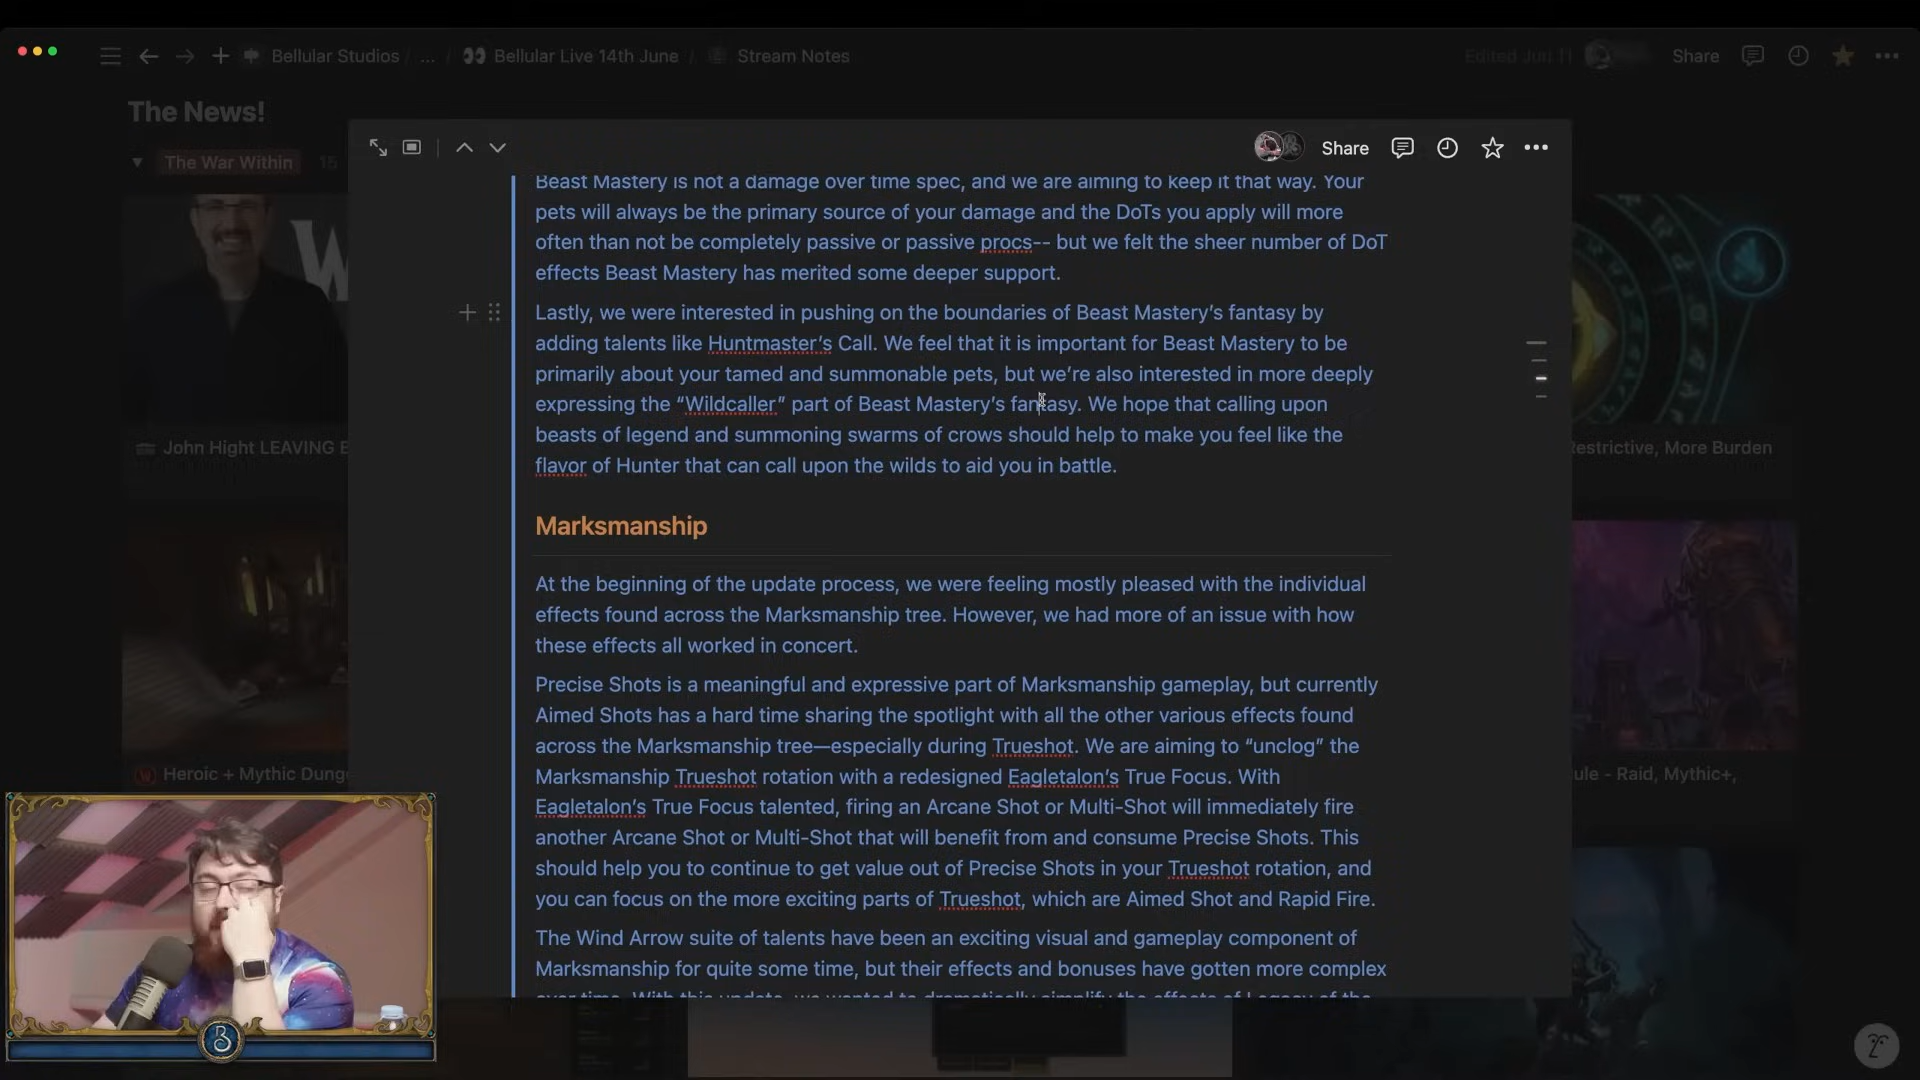 Bellular Studios / ... / Bellular Live 14th June / Stream Notes
Edited Jun 11
Share
The News!
The War Within 15
Share
Beast Mastery is not a damage over time spec, and we are aiming to keep it that way. Your
pets will always be the primary source of your damage and the DoTs you apply will more
often than not be completely passive or passive procs-- but we felt the sheer number of DoT
effects Beast Mastery has merited some deeper support.
Lastly, we were interested in pushing on the boundaries of Beast Mastery’s fantasy by
adding talents like Huntmaster’s Call. We feel that it is important for Beast Mastery to be
primarily about your tamed and summonable pets, but we’re also interested in more deeply
expressing the “Wildcaller” part of Beast Mastery’s fantasy. We hope that calling upon
beasts of legend and summoning swarms of crows should help to make you feel like the
flavor of Hunter that can call upon the wilds to aid you in battle.
John Hight LEAVING B
Restrictive, More Burden
Marksmanship
At the beginning of the update process, we were feeling mostly pleased with the individual
effects found across the Marksmanship tree. However, we had more of an issue with how
these effects all worked in concert.
Precise Shots is a meaningful and expressive part of Marksmanship gameplay, but currently
Aimed Shots has a hard time sharing the spotlight with all the other various effects found
across the Marksmanship tree—especially during Trueshot. We are aiming to “unclog” the
Marksmanship Trueshot rotation with a redesigned Eagletalon’s True Focus. With
Eagletalon’s True Focus talented, firing an Arcane Shot or Multi-Shot will immediately fire
another Arcane Shot or Multi-Shot that will benefit from and consume Precise Shots. This
should help you to continue to get value out of Precise Shots in your Trueshot rotation, and
you can focus on the more exciting parts of Trueshot, which are Aimed Shot and Rapid Fire.
Heroic + Mythic Dung
ule - Raid, Mythic+,
The Wind Arrow suite of talents have been an exciting visual and gameplay component of
Marksmanship for quite some time, but their effects and bonuses have gotten more complex
over time. With this update, we wanted to dramatically simplify the effects of Legacy of the
B